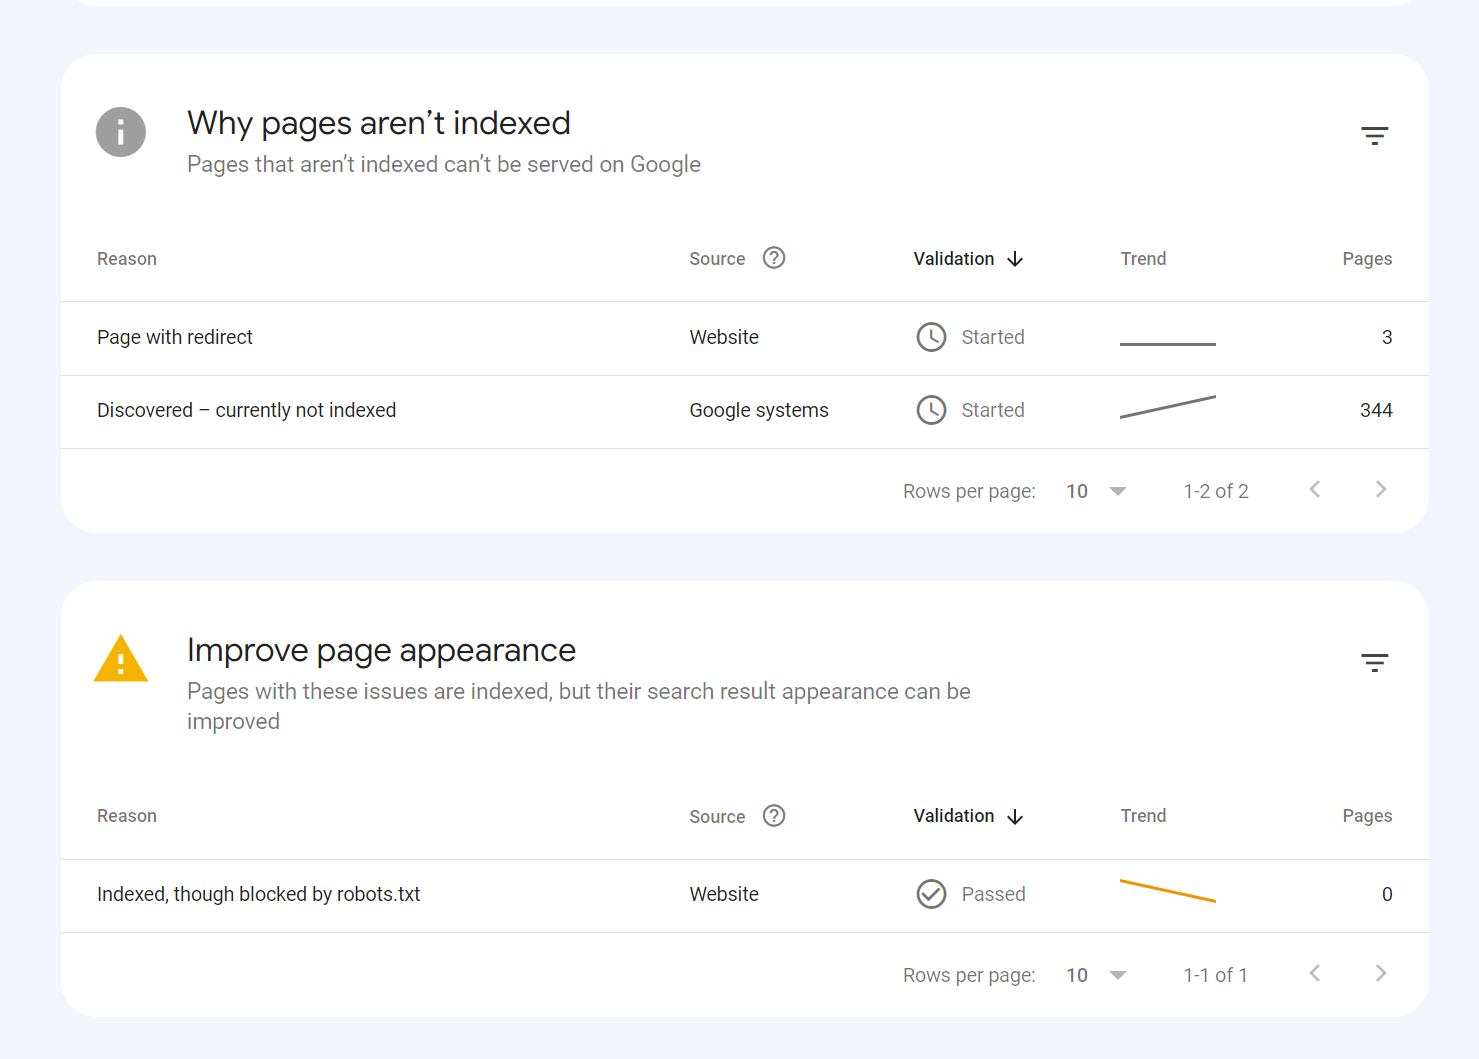 Why pages aren’t indexed
Pages that aren’t indexed can’t be served on Google
Reason Source Validation Trend Pages
Page with redirect Website Started 3
Discovered – currently not indexed Google systems Started 344
Rows per page: 10 1-2 of 2
Improve page appearance
Pages with these issues are indexed, but their search result appearance can be
improved
Reason Source Validation Trend Pages
Indexed, though blocked by robots.txt Website Passed 0
Rows per page: 10 1-1 of 1